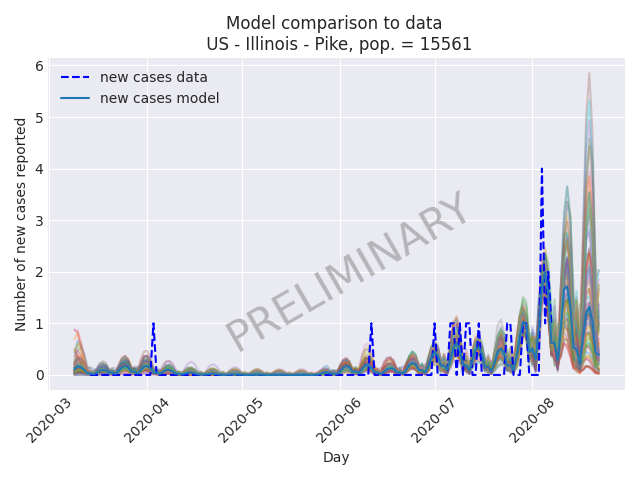 Model comparison to data
US - Illinois - Pike, pop. = 15561
new cases data
new cases model
PRELIMINARY
Number of new cases reported
6
5
4
3
2
1
0
2020-03
2020-04
2020-05
2020-06
2020-07
2020-08
Day